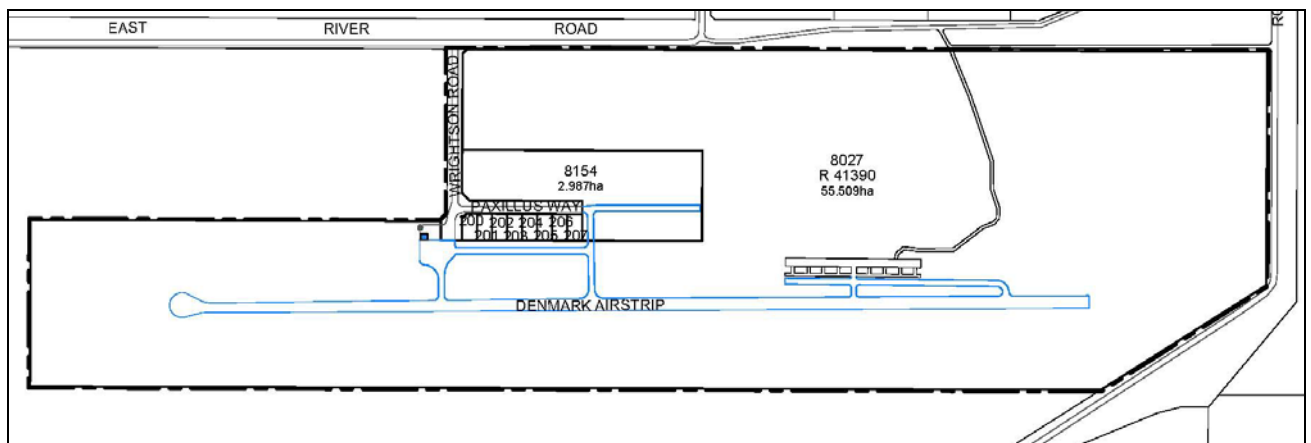 EAST RIVER ROAD
RO
WRIGHTSON ROAD
8154
2.987ha
8027
R 41390
55.509ha
PAXILLUS WAY
200 202 204 206
201 203 205 207
DENMARK AIRSTRIP